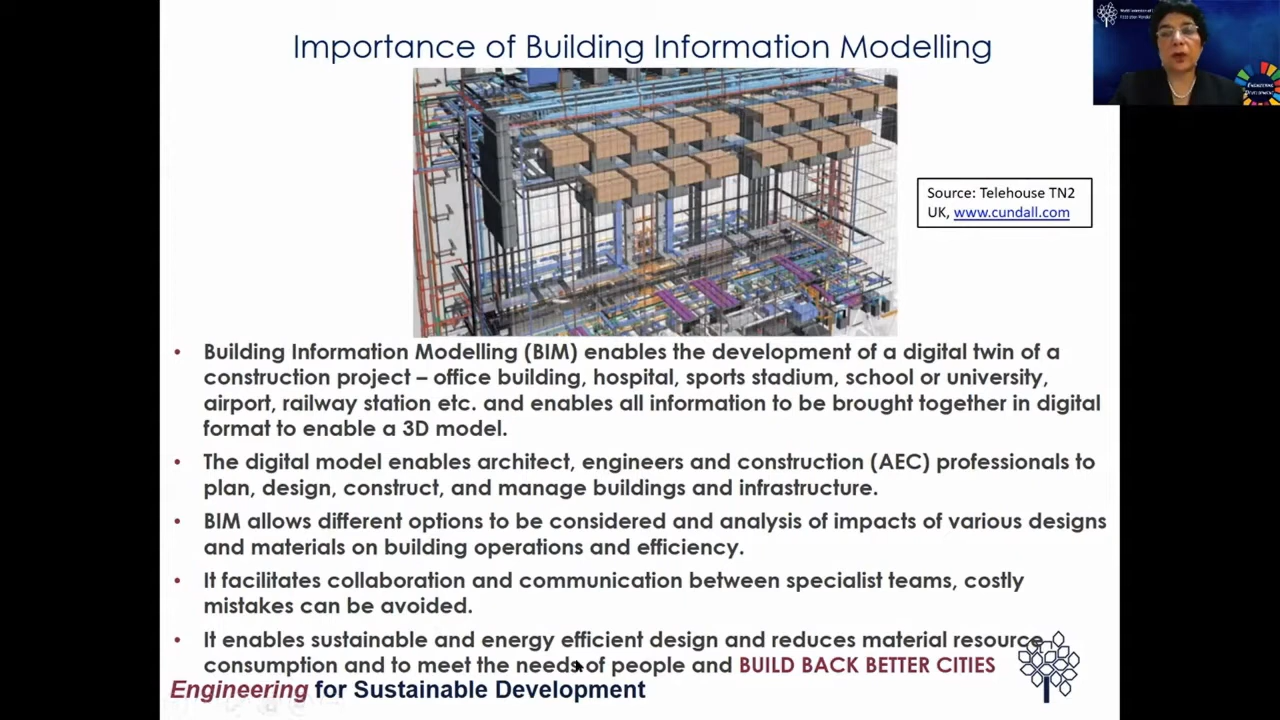 Importance of Building Information Modelling
Source: Telehouse TN2
UK, www.cundall.com
• Building Information Modelling (BIM) enables the development of a digital twin of a
construction project – office building, hospital, sports stadium, school or university,
airport, railway station etc. and enables all information to be brought together in digital
format to enable a 3D model.
• The digital model enables architect, engineers and construction (AEC) professionals to
plan, design, construct, and manage buildings and infrastructure.
• BIM allows different options to be considered and analysis of impacts of various designs
and materials on building operations and efficiency.
• It facilitates collaboration and communication between specialist teams, costly
mistakes can be avoided.
• It enables sustainable and energy efficient design and reduces material resource
consumption and to meet the needs of people and BUILD BACK BETTER CITIES
Engineering for Sustainable Development